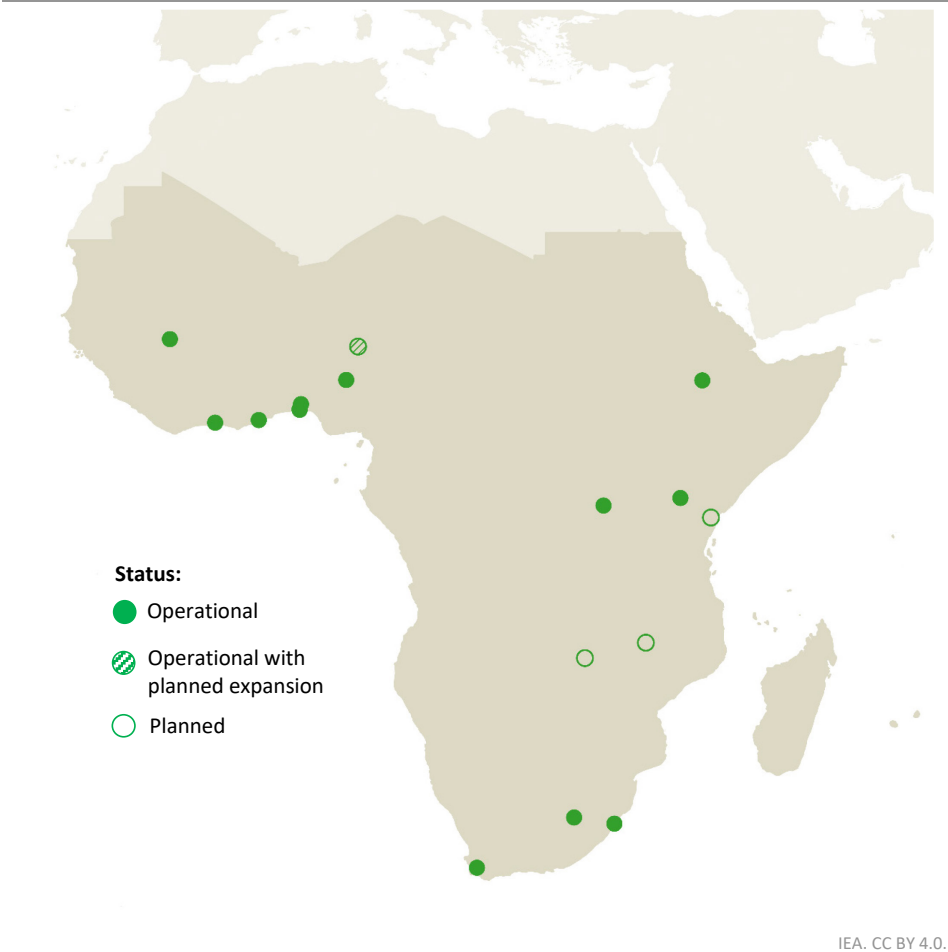 Status:
Operational
Operational with
planned expansion
Planned
IEA. CC BY 4.0.